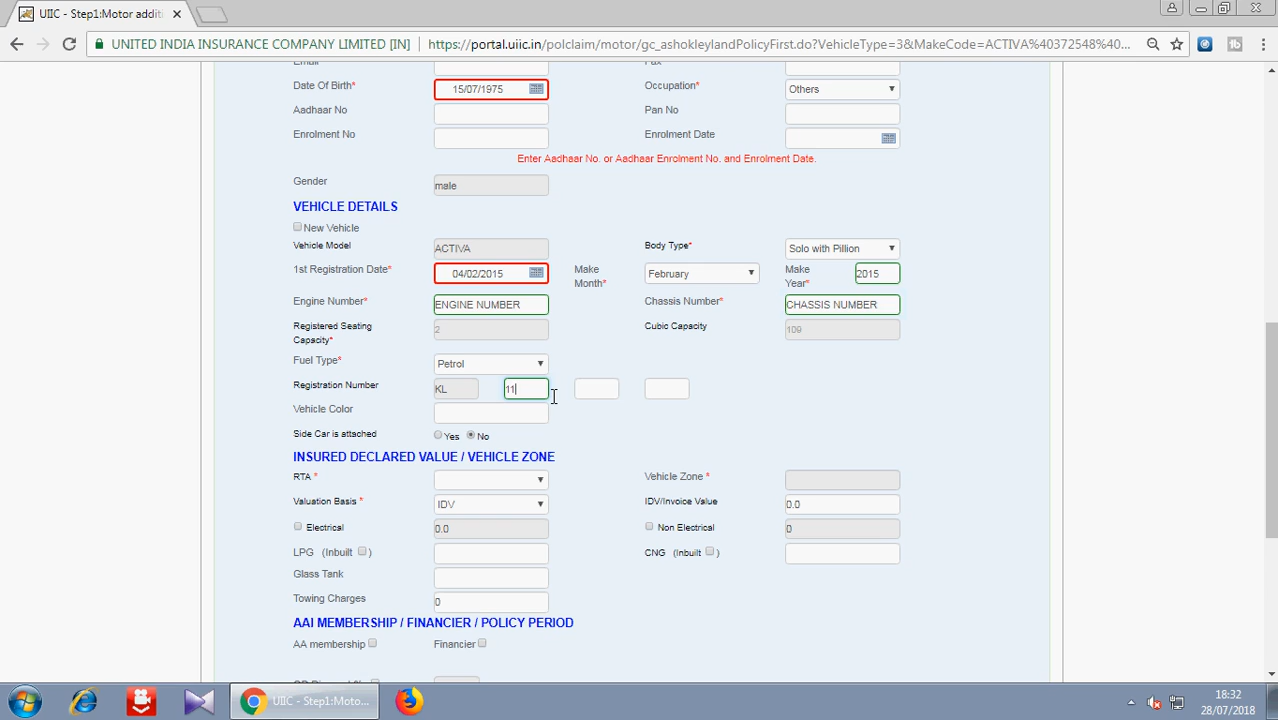 UIIC - Step1:Motor additi
UNITED INDIA INSURANCE COMPANY LIMITED [IN] https://portal.uiic.in/polclaim/motor/gc_ashokleylandPolicyFirst.do?VehicleType=3&MakeCode=ACTIVA%40372548%40...
Email Fax
Date Of Birth* 15/07/1975 Occupation* Others
Aadhaar No Pan No
Enrolment No Enrolment Date
Enter Aadhaar No. or Aadhaar Enrolment No. and Enrolment Date.
Gender male
VEHICLE DETAILS
New Vehicle
Vehicle Model ACTIVA Body Type* Solo with Pillion
1st Registration Date* 04/02/2015 Make Month* February Make Year* 2015
Engine Number* ENGINE NUMBER Chassis Number* CHASSIS NUMBER
Registered Seating Capacity* 2 Cubic Capacity 109
Fuel Type* Petrol
Registration Number KL 11
Vehicle Color
Side Car is attached Yes No
INSURED DECLARED VALUE / VEHICLE ZONE
RTA * Vehicle Zone *
Valuation Basis * IDV IDV/Invoice Value 0.0
Electrical 0.0 Non Electrical 0
LPG (Inbuilt ) CNG (Inbuilt )
Glass Tank
Towing Charges 0
AAI MEMBERSHIP / FINANCIER / POLICY PERIOD
AA membership Financier
UIIC - Step1:Moto...
18:32
28/07/2018